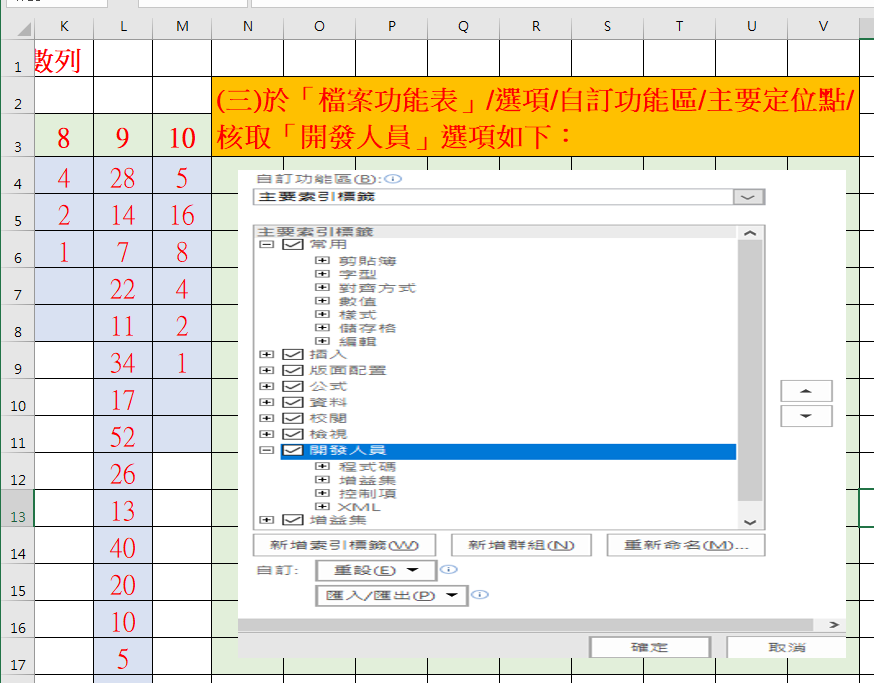 K L M N O P Q R S T U V
1 數列
2 (三)於「檔案功能表」/選項/自訂功能區/主要定位點/
3 8 9 10 核取「開發人員」選項如下：
4 4 28 5
5 2 14 16
6 1 7 8
7 22 4
8 11 2
9 34 1
10 17
11 52
12 26
13 13
14 40
15 20
16 10
17 5
自訂功能區(B):
主要索引標籤
主要索引標籤
常用
剪貼簿
字型
對齊方式
數值
樣式
儲存格
編輯
插入
版面配置
公式
資料
校閱
檢視
開發人員
程式碼
增益集
控制項
XML
增益集
新增索引標籤(W) 新增群組(N) 重新命名(M)...
自訂: 重設(E)
匯入/匯出(P)
確定 取消